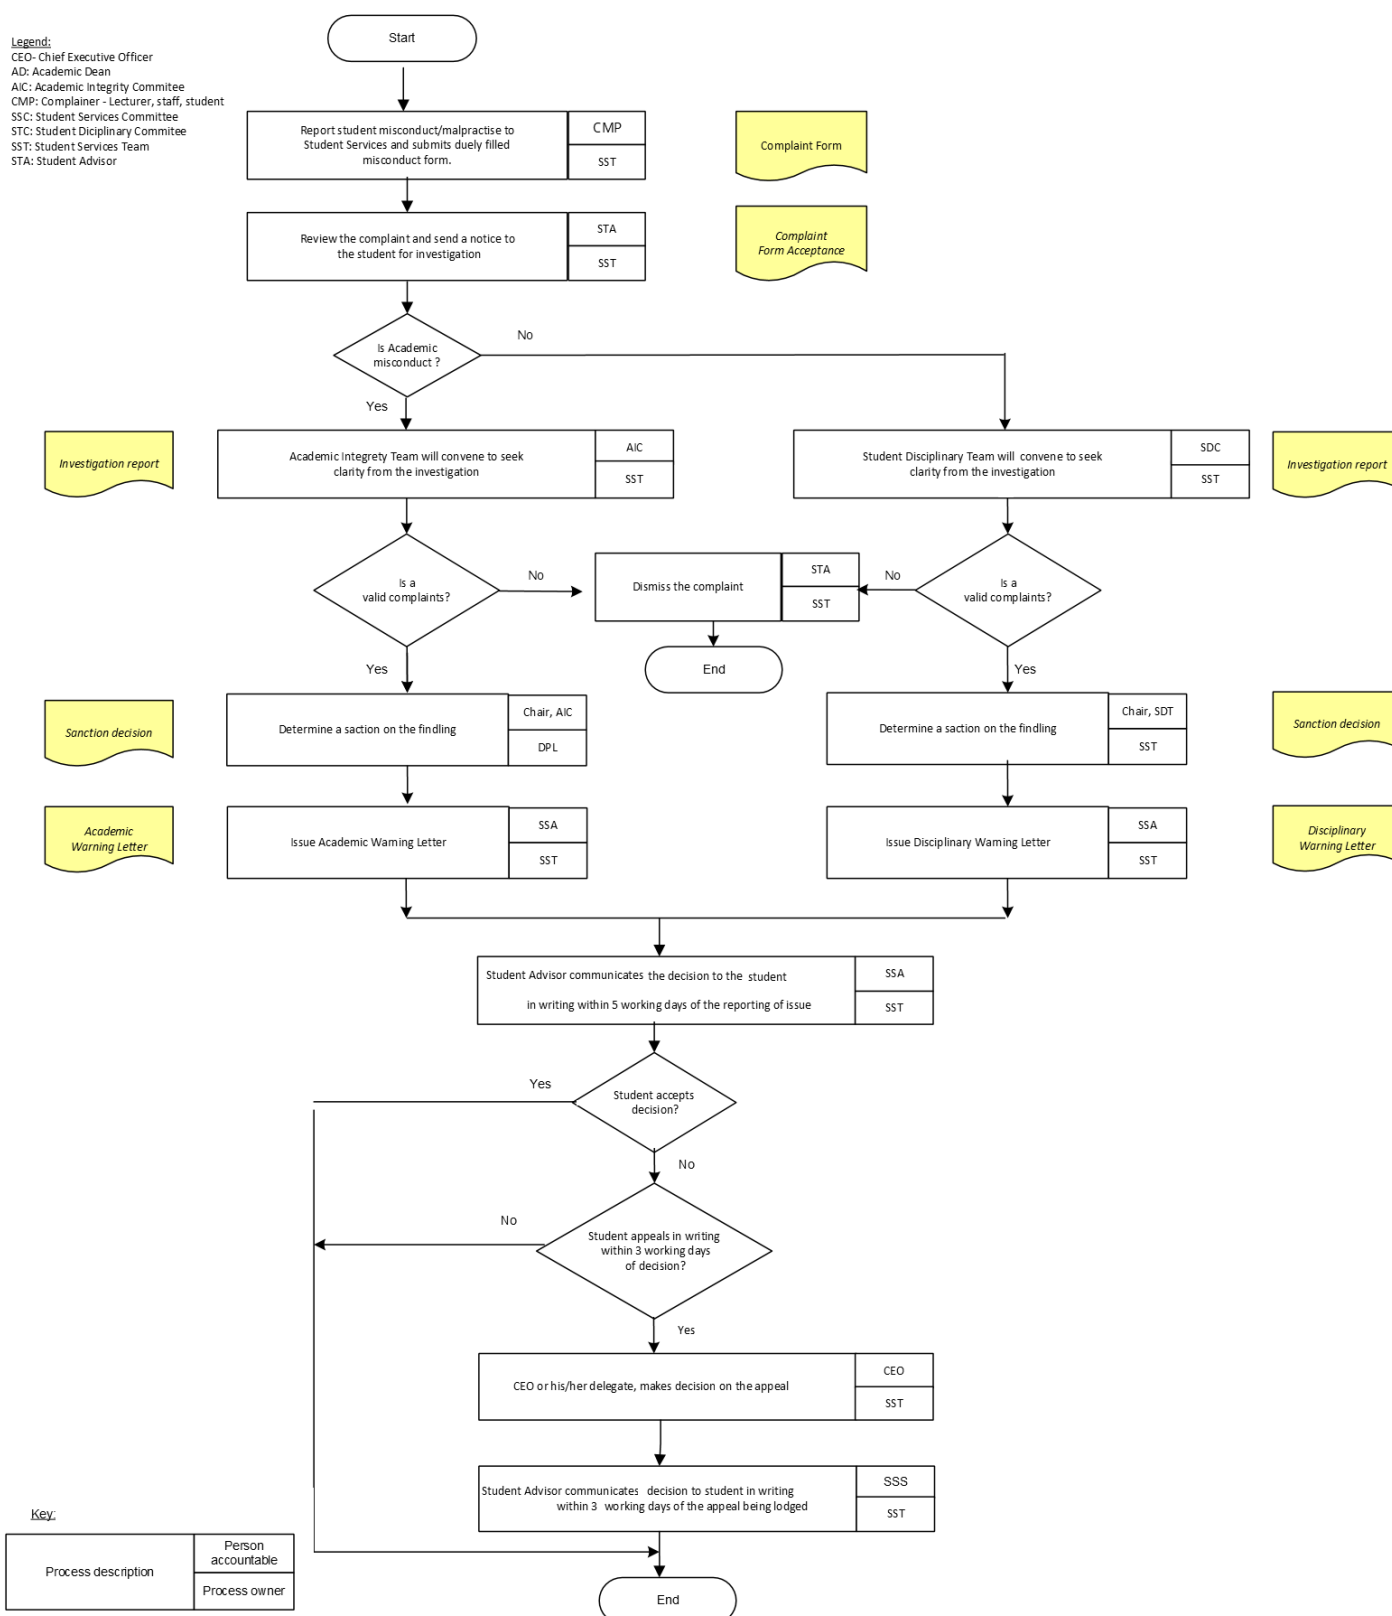 Start
Legend:
CEO- Chief Executive Officer
AD: Academic Dean
AIC: Academic Integrity Commitee
CMP: Complainer - Lecturer, staff, student
SSC: Student Services Committee
STC: Student Diciplinary Commitee
SST: Student Services Team
STA: Student Advisor
Report student misconduct/malpractise to
Student Services and submits duely filled
misconduct form.
CMP
SST
Complaint Form
Review the complaint and send a notice to
the student for investigation
STA
SST
Complaint
Form Acceptance
Is Academic
misconduct ?
No
Yes
Investigation report
Academic Integrety Team will convene to seek
clarity from the investigation
AIC
SST
Student Disciplinary Team will convene to seek
clarity from the investigation
SDC
SST
Investigation report
Is a
valid complaints?
No
Dismiss the complaint
STA
SST
No
Is a
valid complaints?
Yes
End
Yes
Sanction decision
Determine a saction on the findling
Chair, AIC
DPL
Determine a saction on the findling
Chair, SDT
SST
Sanction decision
Academic
Warning Letter
Issue Academic Warning Letter
SSA
SST
Issue Disciplinary Warning Letter
SSA
SST
Disciplinary
Warning Letter
Student Advisor communicates the decision to the student
in writing within 5 working days of the reporting of issue
SSA
SST
Yes
Student accepts
decision?
No
No
Student appeals in writing
within 3 working days
of decision?
Yes
CEO or his/her delegate, makes decision on the appeal
CEO
SST
Student Advisor communicates decision to student in writing
within 3 working days of the appeal being lodged
SSS
SST
Key:
Process description
Person
accountable
Process owner
End